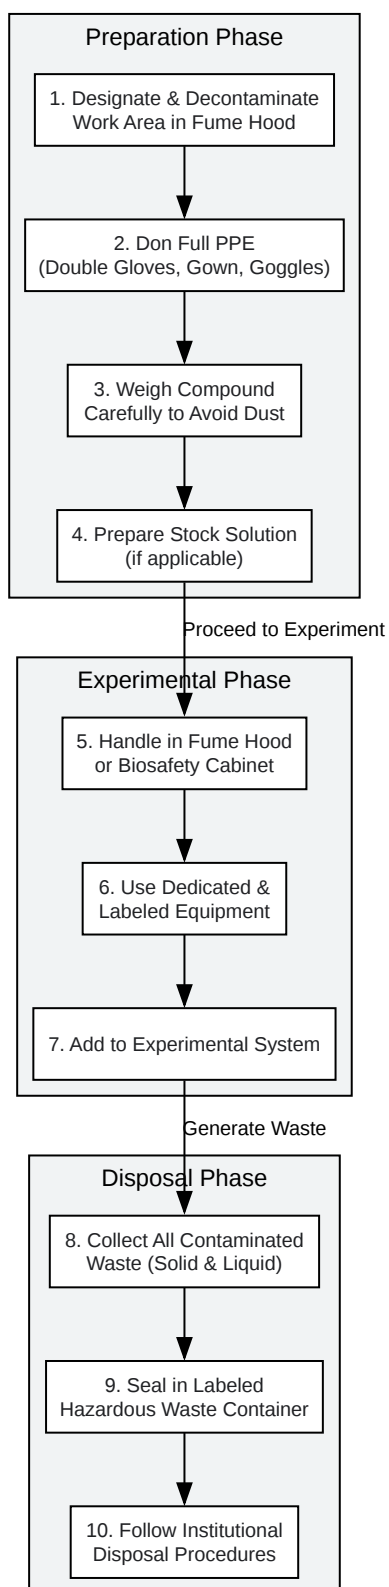 Preparation Phase
1. Designate & Decontaminate
Work Area in Fume Hood
2. Don Full PPE
(Double Gloves, Gown, Goggles)
3. Weigh Compound
Carefully to Avoid Dust
4. Prepare Stock Solution
(if applicable)
Proceed to Experiment
Experimental Phase
5. Handle in Fume Hood
or Biosafety Cabinet
6. Use Dedicated &
Labeled Equipment
7. Add to Experimental System
Generate Waste
Disposal Phase
8. Collect All Contaminated
Waste (Solid & Liquid)
9. Seal in Labeled
Hazardous Waste Container
10. Follow Institutional
Disposal Procedures